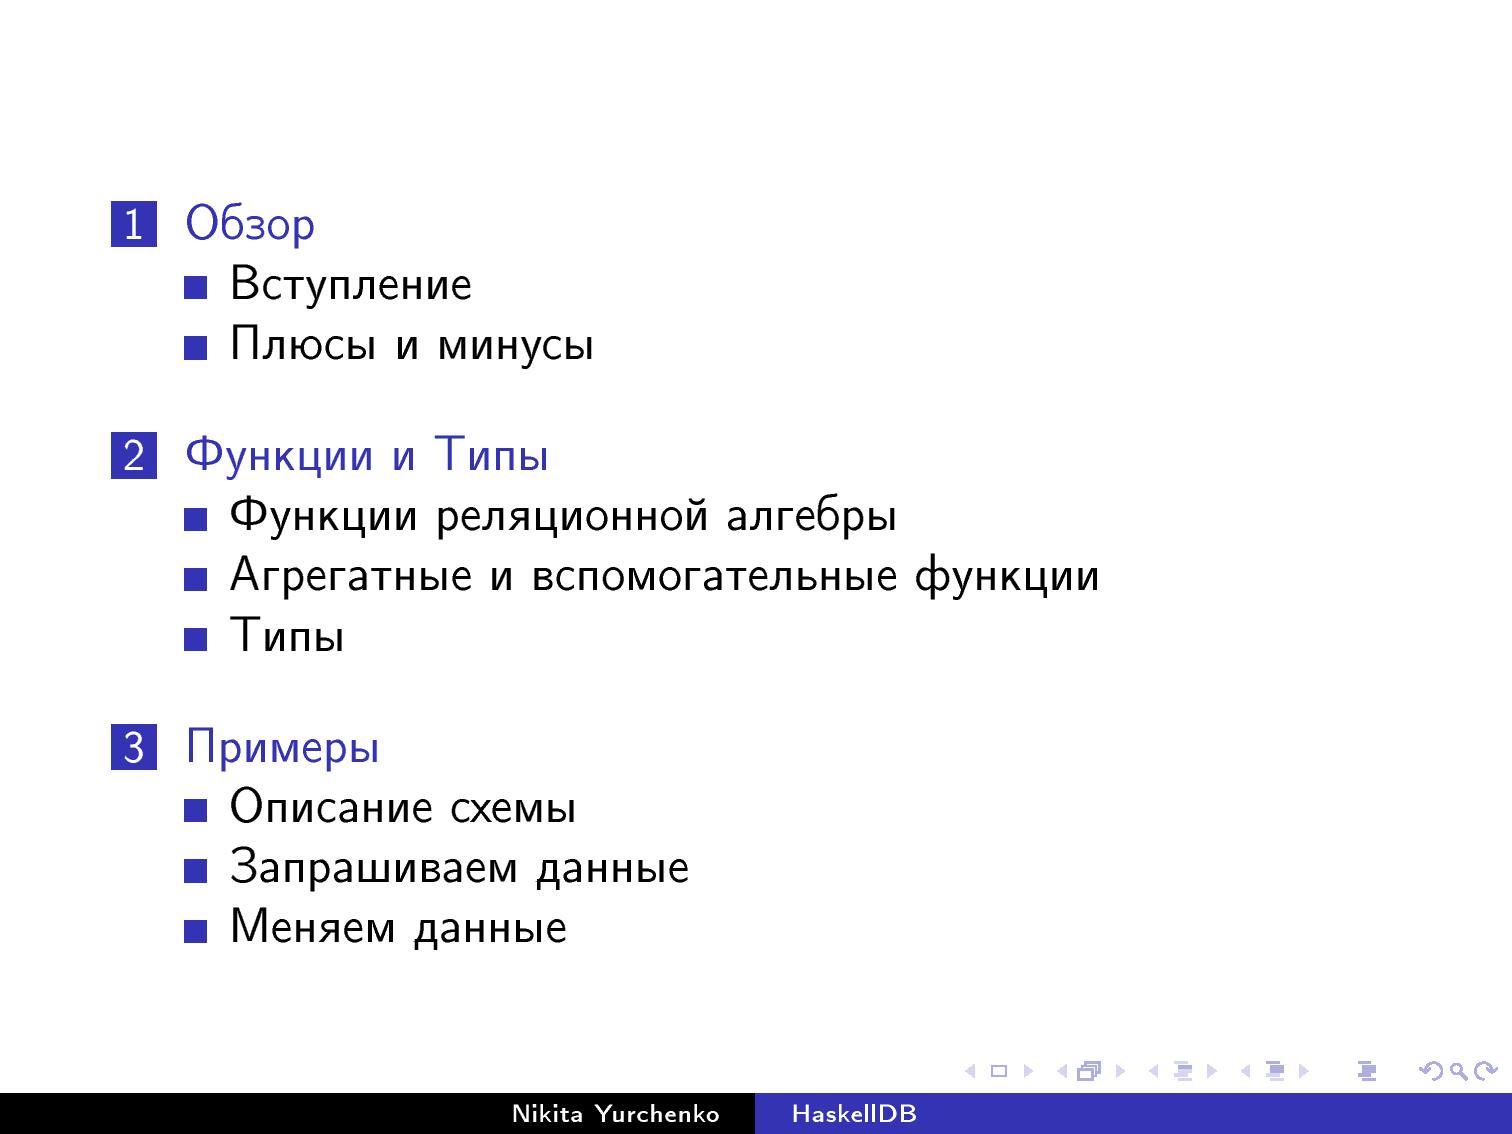 1 Обзор
Вступление
Плюсы и минусы
2 Функции и Типы
Функции реляционной алгебры
Агрегатные и вспомогательные функции
Типы
3 Примеры
Описание схемы
Запрашиваем данные
Меняем данные
Nikita Yurchenko HaskellDB